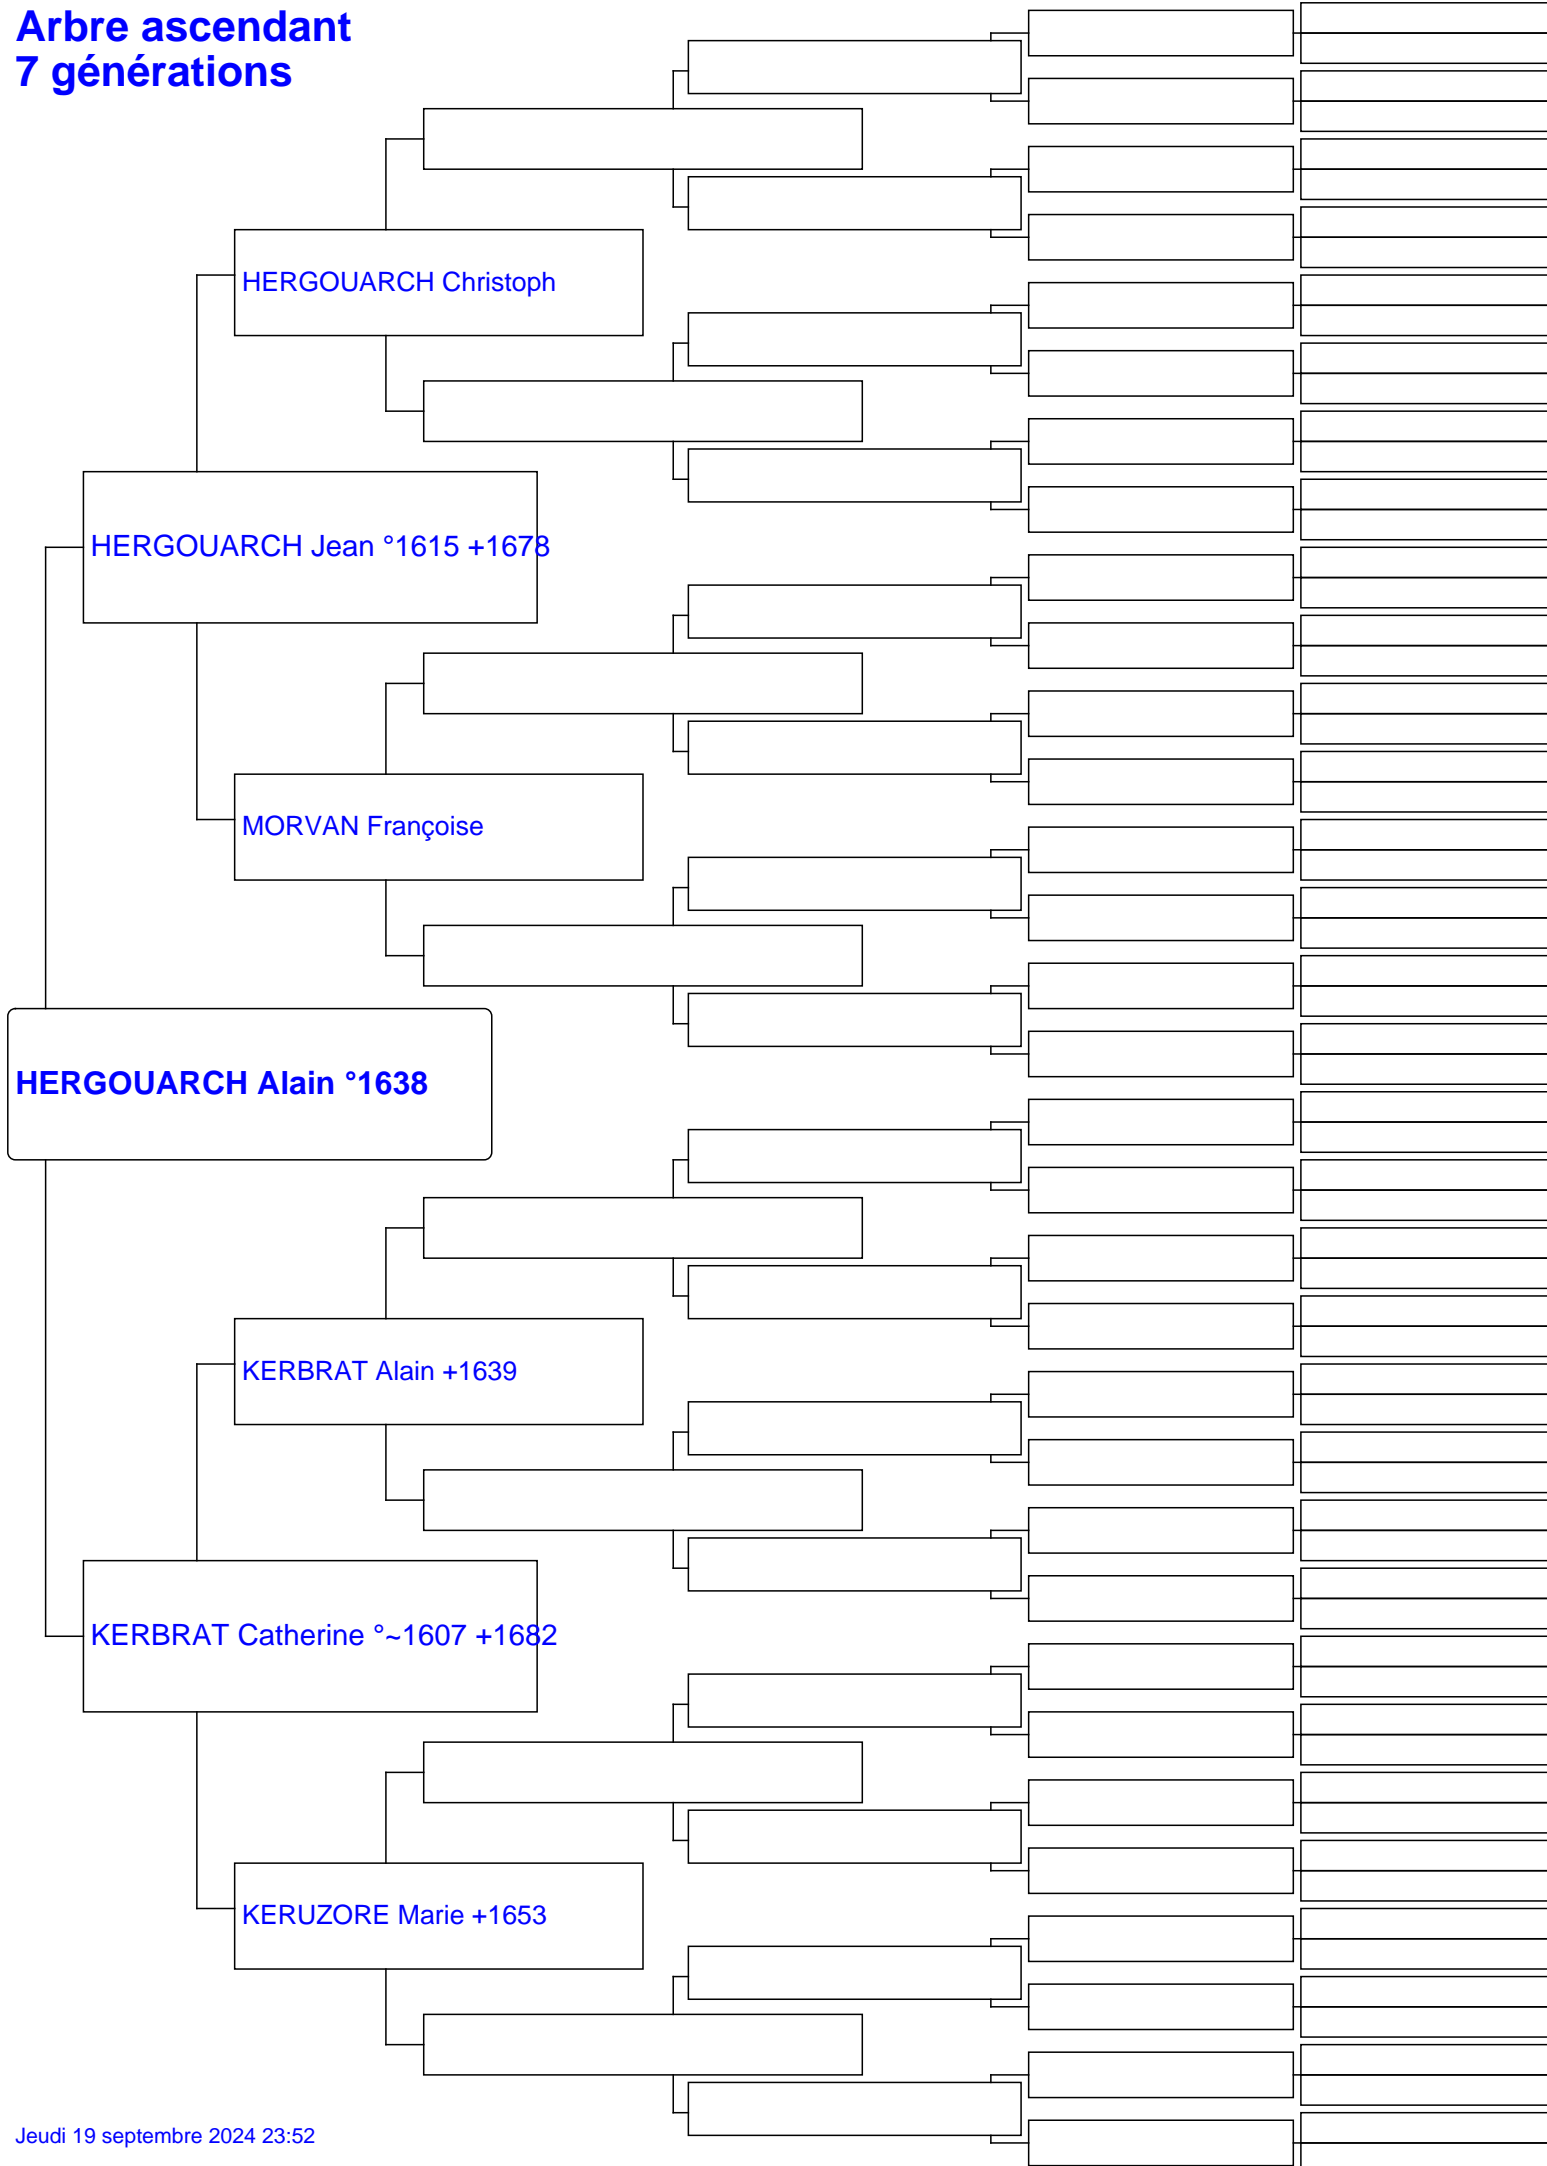 Arbre ascendant
7 générations
HERGOUARCH Christoph
HERGOUARCH Jean °1615 +1678
MORVAN Françoise
HERGOUARCH Alain °1638
KERBRAT Alain +1639
KERBRAT Catherine °~1607 +1682
KERUZORE Marie +1653
Jeudi 19 septembre 2024 23:52